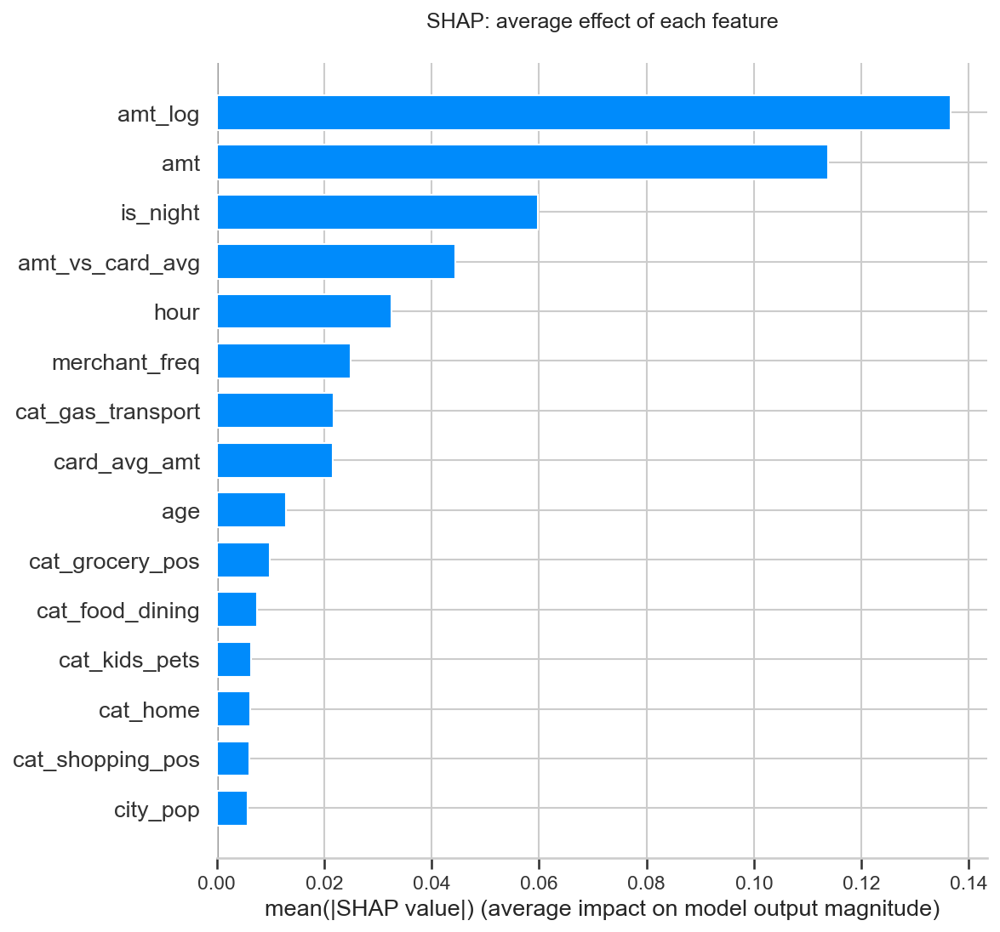 SHAP: average effect of each feature
amt_log
amt
is_night
amt_vs_card_avg
hour
merchant_freq
cat_gas_transport
card_avg_amt
age
cat_grocery_pos
cat_food_dining
cat_kids_pets
cat_home
cat_shopping_pos
city_pop
0.00 0.02 0.04 0.06 0.08 0.10 0.12 0.14
mean(|SHAP value|) (average impact on model output magnitude)